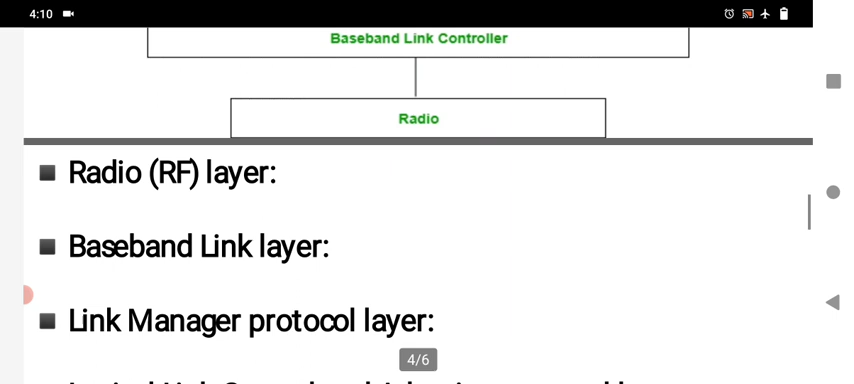 4:10
Baseband Link Controller
Radio
Radio (RF) layer:
Baseband Link layer:
Link Manager protocol layer:
4/6